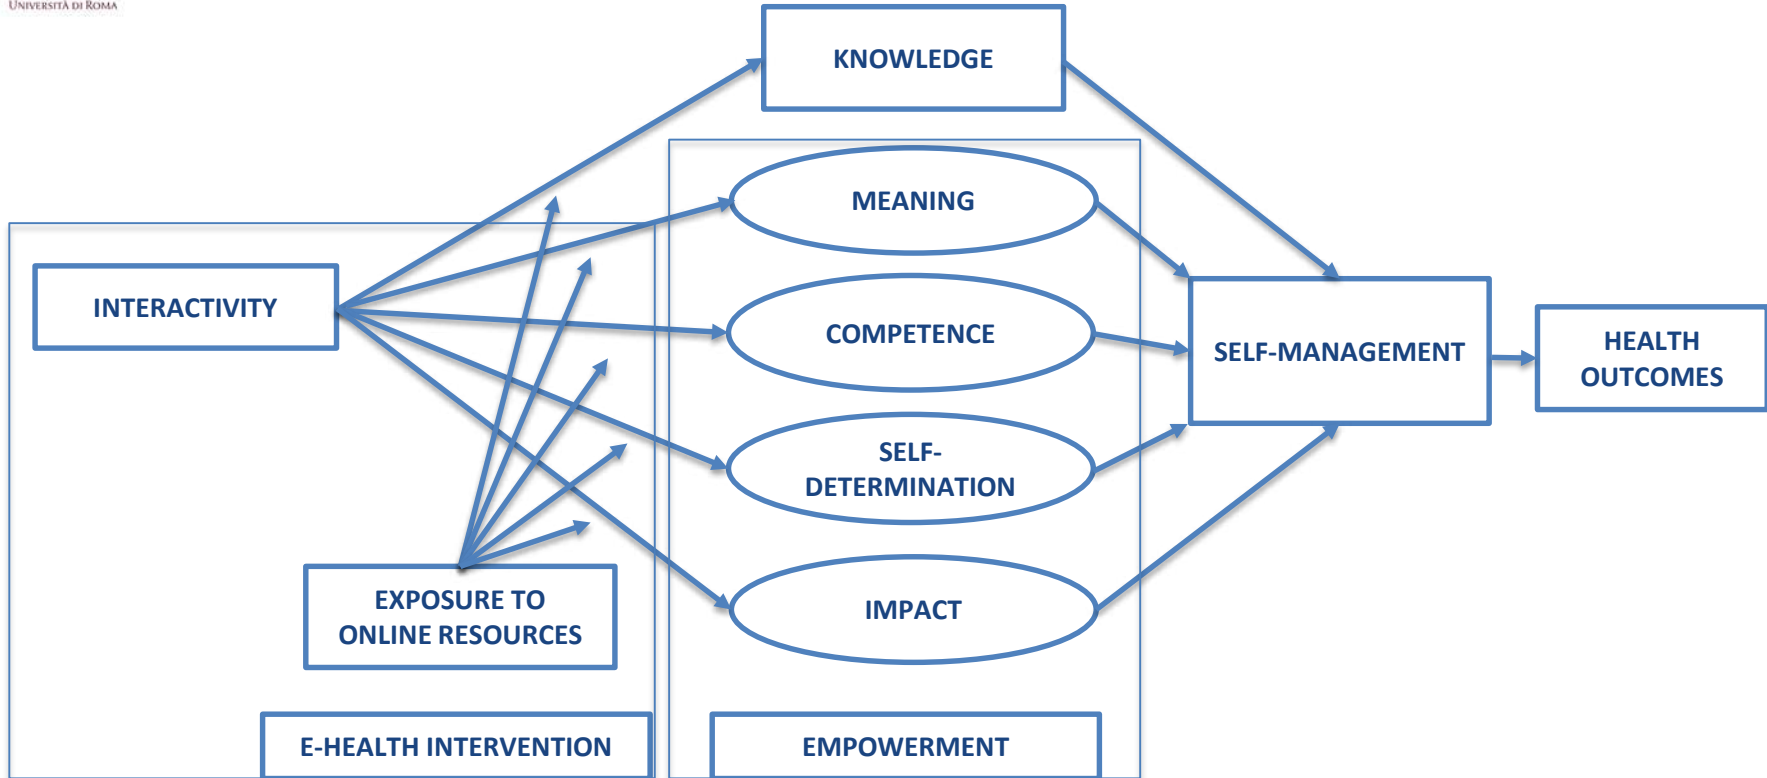 UNIVERSITÀ DI ROMA
KNOWLEDGE
MEANING
INTERACTIVITY
COMPETENCE
SELF-MANAGEMENT
HEALTH
OUTCOMES
SELF-
DETERMINATION
EXPOSURE TO
ONLINE RESOURCES
IMPACT
E-HEALTH INTERVENTION
EMPOWERMENT